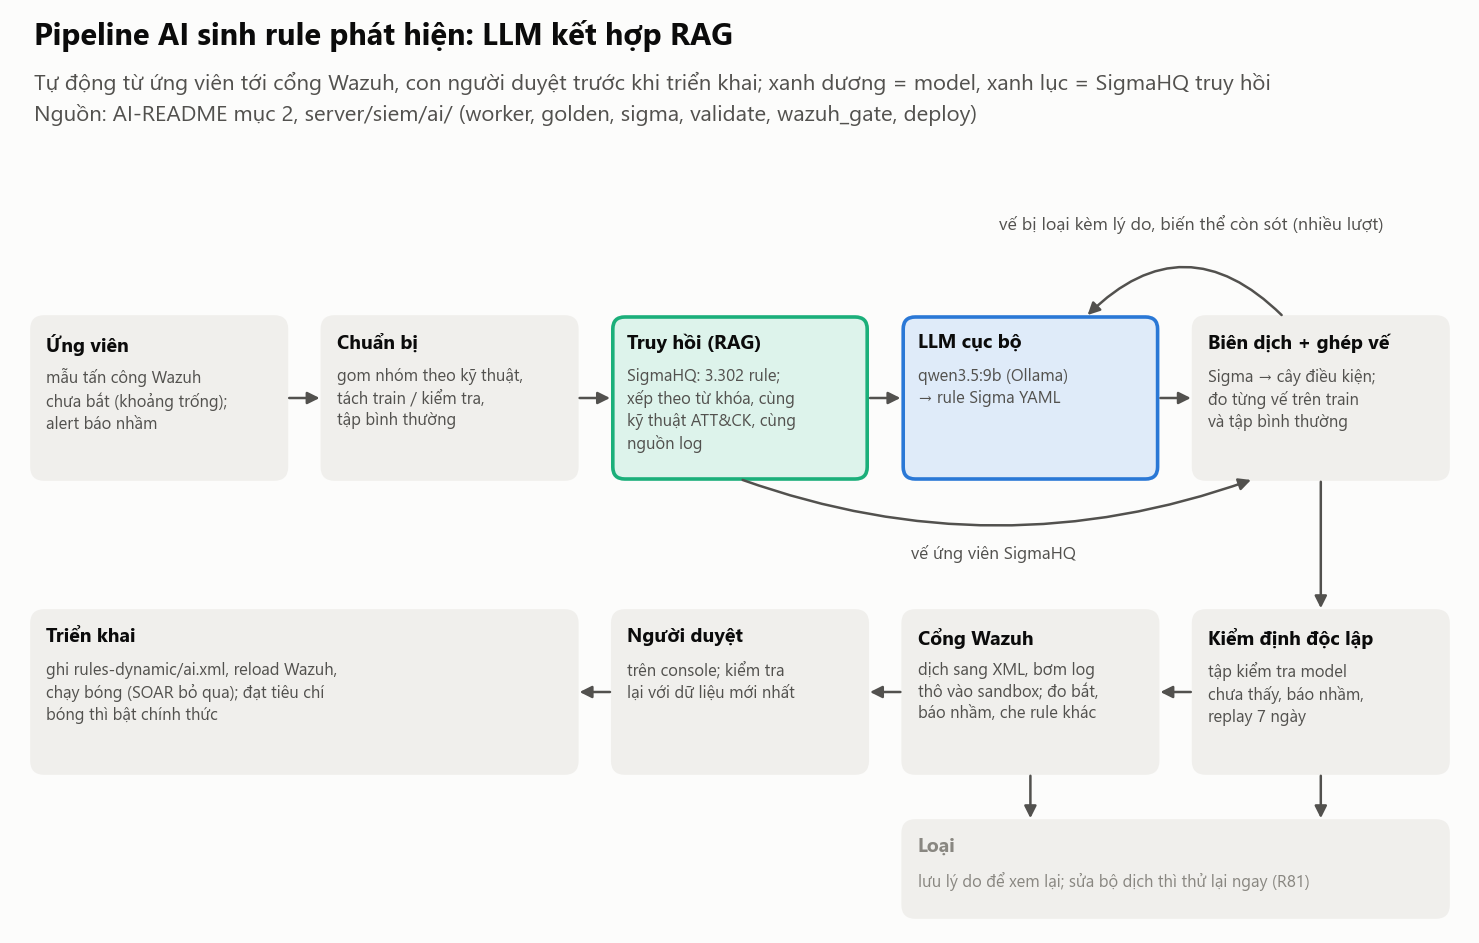 Pipeline AI sinh rule phát hiện: LLM kết hợp RAG
Tự động từ ứng viên tới cổng Wazuh, con người duyệt trước khi triển khai; xanh dương = model, xanh lục = SigmaHQ truy hồi
Nguồn: AI-README mục 2, server/siem/ai/ (worker, golden, sigma, validate, wazuh_gate, deploy)
vế bị loại kèm lý do, biến thể còn sót (nhiều lượt)
Ứng viên
mẫu tấn công Wazuh
chưa bắt (khoảng trống);
alert báo nhầm
Chuẩn bị
gom nhóm theo kỹ thuật,
tách train / kiểm tra,
tập bình thường
Truy hồi (RAG)
SigmaHQ: 3.302 rule;
xếp theo từ khóa, cùng
kỹ thuật ATT&CK, cùng
nguồn log
LLM cục bộ
qwen3.5:9b (Ollama)
→ rule Sigma YAML
Biên dịch + ghép vế
Sigma → cây điều kiện;
đo từng vế trên train
và tập bình thường
vế ứng viên SigmaHQ
Triển khai
ghi rules-dynamic/ai.xml, reload Wazuh,
chạy bóng (SOAR bỏ qua); đạt tiêu chí
bóng thì bật chính thức
Người duyệt
trên console; kiểm tra
lại với dữ liệu mới nhất
Cổng Wazuh
dịch sang XML, bơm log
thô vào sandbox; đo bắt,
báo nhầm, che rule khác
Kiểm định độc lập
tập kiểm tra model
chưa thấy, báo nhầm,
replay 7 ngày
Loại
lưu lý do để xem lại; sửa bộ dịch thì thử lại ngay (R81)